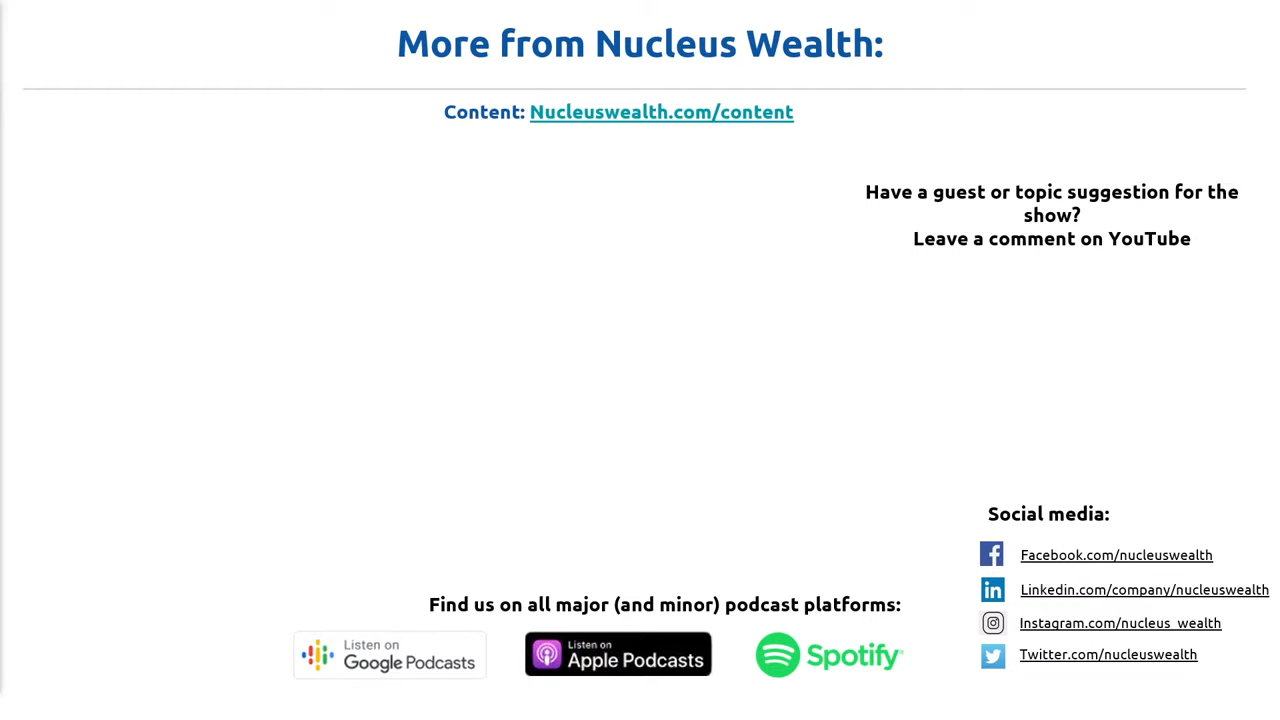 More from Nucleus Wealth:
Content: Nucleuswealth.com/content
Have a guest or topic suggestion for the
show?
Leave a comment on YouTube
Social media:
Facebook.com/nucleuswealth
Linkedin.com/company/nucleuswealth
Instagram.com/nucleus_wealth
Twitter.com/nucleuswealth
Find us on all major (and minor) podcast platforms:
Listen on
Google Podcasts
Listen on
Apple Podcasts
Spotify